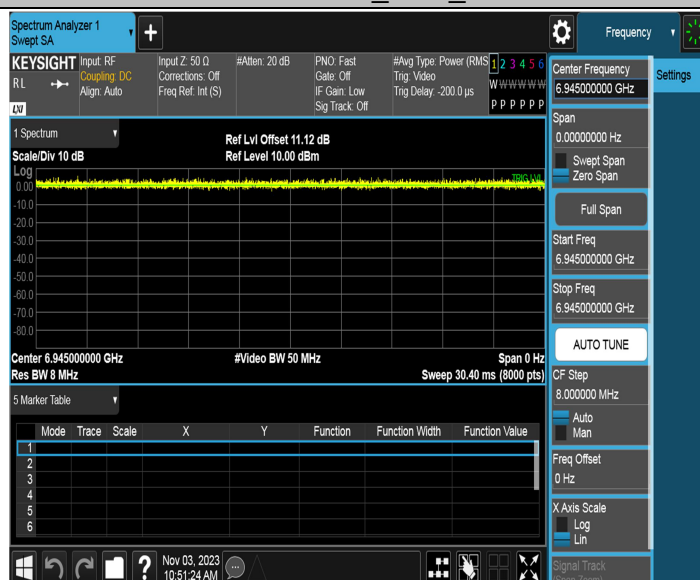 Spectrum Analyzer 1
Swept SA
+
Frequency
Settings
KEYSIGHT
RL
LXI
Input: RF
Coupling: DC
Align: Auto
Input Z: 50 Ω
Corrections: Off
Freq Ref: Int (S)
#Atten: 20 dB
PNO: Fast
Gate: Off
IF Gain: Low
Sig Track: Off
#Avg Type: Power (RMS
Trig: Video
Trig Delay: -200.0 µs
1 2 3 4 5 6
W W W W W W
P P P P P P
1 Spectrum
Scale/Div 10 dB
Ref Lvl Offset 11.12 dB
Ref Level 10.00 dBm
Log
TRIG LVL
0.00
-10.0
-20.0
-30.0
-40.0
-50.0
-60.0
-70.0
-80.0
Center 6.945000000 GHz
#Video BW 50 MHz
Span 0 Hz
Res BW 8 MHz
Sweep 30.40 ms (8000 pts)
5 Marker Table
Mode Trace Scale X Y Function Function Width Function Value
1
2
3
4
5
6
Center Frequency
6.945000000 GHz
Span
0.00000000 Hz
Swept Span
Zero Span
Full Span
Start Freq
6.945000000 GHz
Stop Freq
6.945000000 GHz
AUTO TUNE
CF Step
8.000000 MHz
Auto
Man
Freq Offset
0 Hz
X Axis Scale
Log
Lin
Signal Track
(Span Zoom)
?
Nov 03, 2023
10:51:24 AM